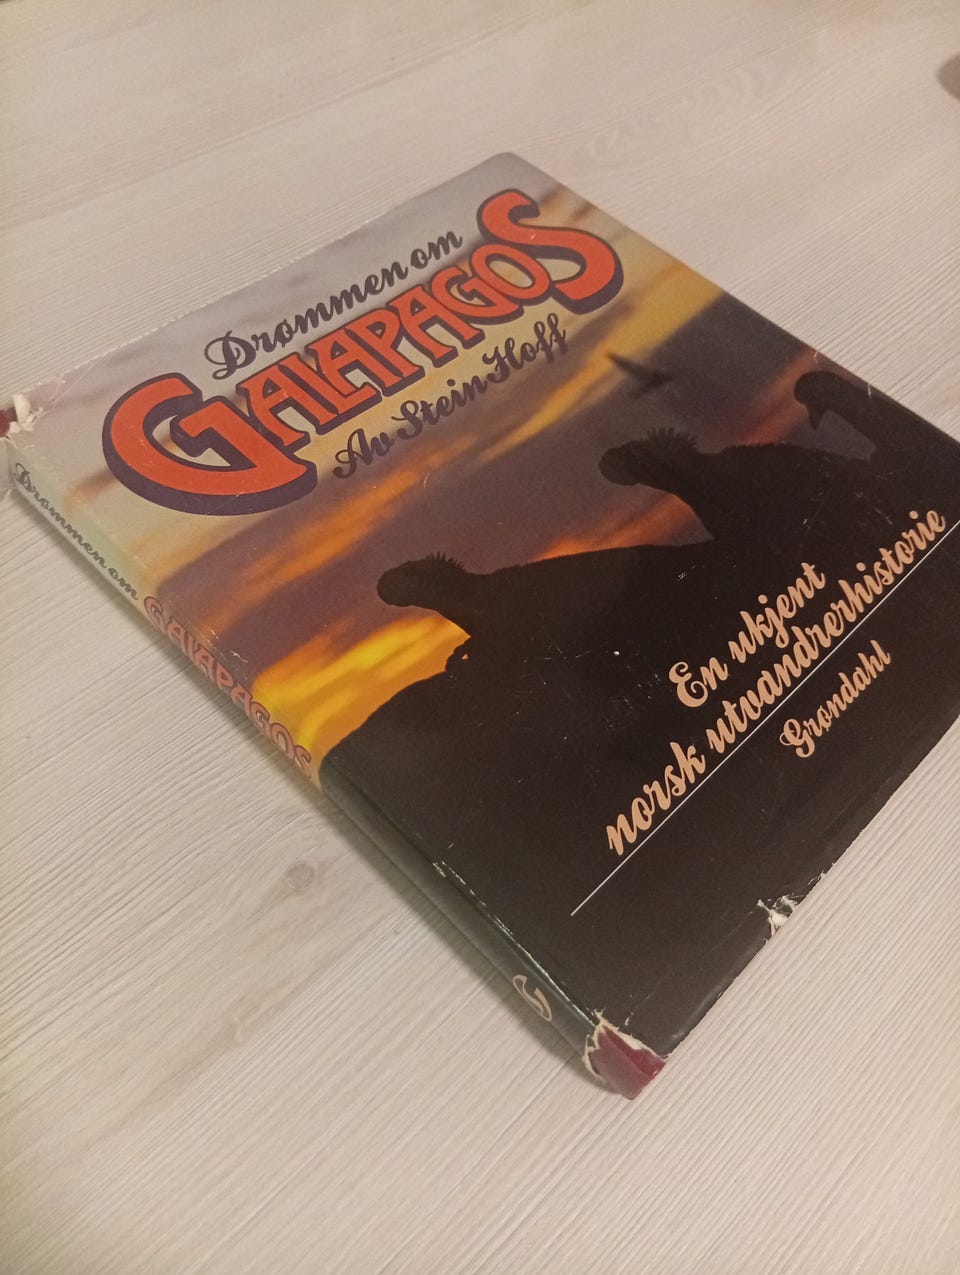 Drømmen om
GALAPAGOS
Av Stein Hoff
En ukjent
norsk utvandrerhistorie
Grøndahl
Drømmen om
GALAPAGOS
G